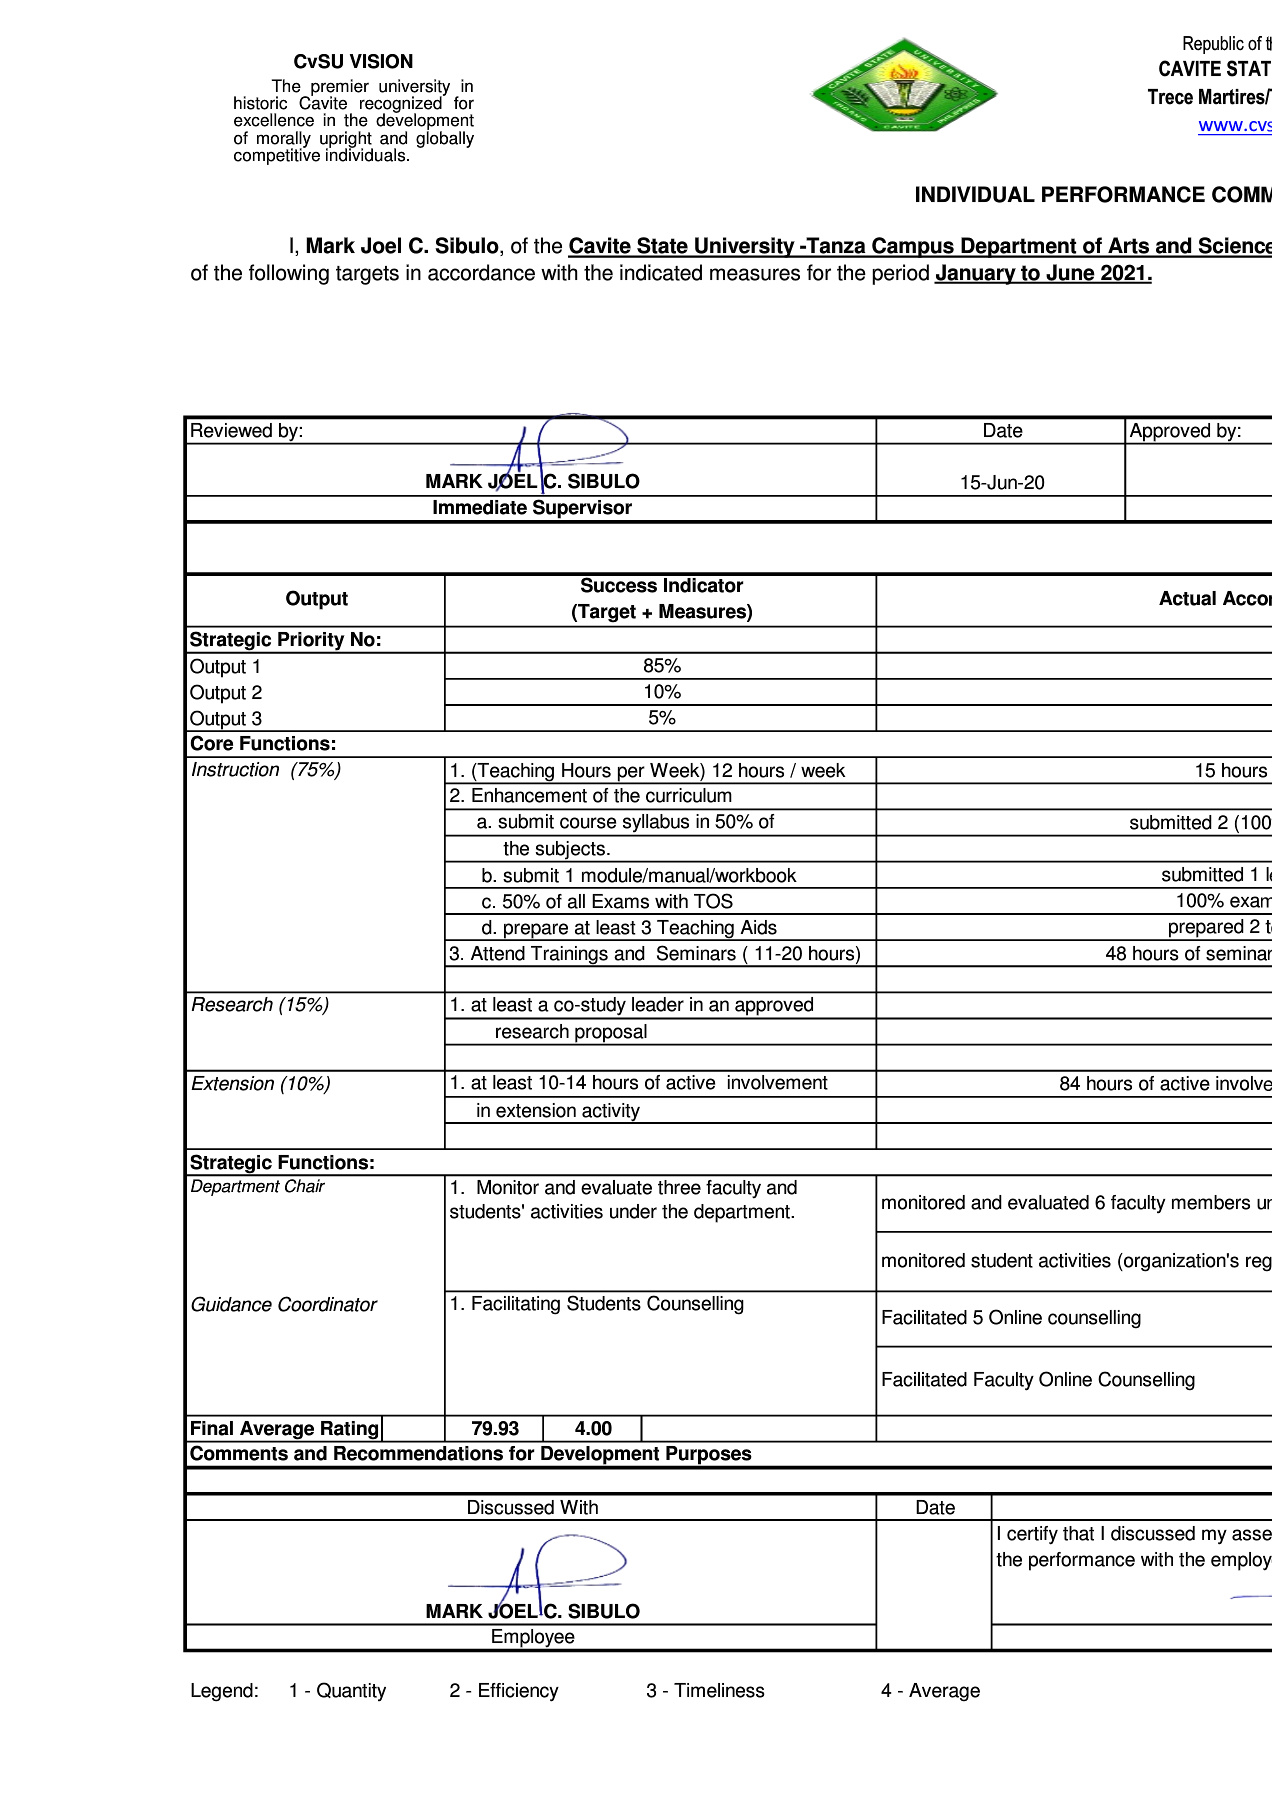 CvSU VISION
The premier university in
historic Cavite recognized for
excellence in the development
of morally upright and globally
competitive individuals.
CAVITE STATE UNIVERSITY
INDANG CAVITE PHILIPPINES
Republic of t
CAVITE STAT
Trece Martires/
www.cvs
INDIVIDUAL PERFORMANCE COMM
I, Mark Joel C. Sibulo, of the Cavite State University -Tanza Campus Department of Arts and Science
of the following targets in accordance with the indicated measures for the period January to June 2021.
Reviewed by: Date Approved by:
MARK JOEL C. SIBULO 15-Jun-20
Immediate Supervisor
Output Success Indicator Actual Accor
(Target + Measures)
Strategic Priority No:
Output 1 85%
Output 2 10%
Output 3 5%
Core Functions:
Instruction (75%) 1. (Teaching Hours per Week) 12 hours / week 15 hours
2. Enhancement of the curriculum
a. submit course syllabus in 50% of submitted 2 (100
the subjects.
b. submit 1 module/manual/workbook submitted 1 le
c. 50% of all Exams with TOS 100% exam
d. prepare at least 3 Teaching Aids prepared 2 t
3. Attend Trainings and Seminars ( 11-20 hours) 48 hours of seminar
Research (15%) 1. at least a co-study leader in an approved
research proposal
Extension (10%) 1. at least 10-14 hours of active involvement 84 hours of active involve
in extension activity
Strategic Functions:
Department Chair 1. Monitor and evaluate three faculty and
students' activities under the department.
monitored and evaluated 6 faculty members un
monitored student activities (organization's reg
Guidance Coordinator 1. Facilitating Students Counselling
Facilitated 5 Online counselling
Facilitated Faculty Online Counselling
Final Average Rating 79.93 4.00
Comments and Recommendations for Development Purposes
Discussed With Date
I certify that I discussed my asse
the performance with the employ
MARK JOEL C. SIBULO
Employee
Legend: 1 - Quantity 2 - Efficiency 3 - Timeliness 4 - Average